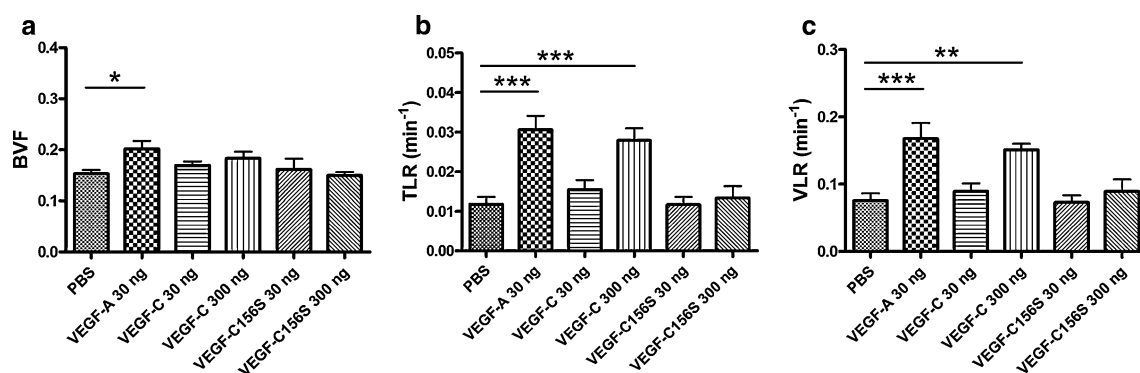 a
BVF
0.4
0.3
0.2
0.1
0.0
*
PBS
VEGF-A 30 ng
VEGF-C 30 ng
VEGF-C 300 ng
VEGF-C156S 30 ng
VEGF-C156S 300 ng
b
TLR (min⁻¹)
0.05
0.04
0.03
0.02
0.01
0.00
***
***
PBS
VEGF-A 30 ng
VEGF-C 30 ng
VEGF-C 300 ng
VEGF-C156S 30 ng
VEGF-C156S 300 ng
c
VLR (min⁻¹)
0.3
0.2
0.1
0.0
**
***
PBS
VEGF-A 30 ng
VEGF-C 30 ng
VEGF-C 300 ng
VEGF-C156S 30 ng
VEGF-C156S 300 ng